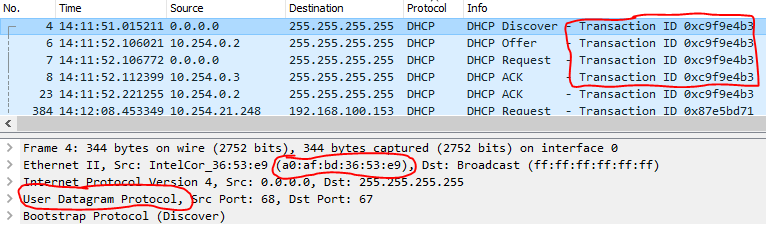 No. Time Source Destination Protocol Info
4 14:11:51.015211 0.0.0.0 255.255.255.255 DHCP DHCP Discover - Transaction ID 0xc9f9e4b3
6 14:11:52.106021 10.254.0.2 255.255.255.255 DHCP DHCP Offer - Transaction ID 0xc9f9e4b3
7 14:11:52.106772 0.0.0.0 255.255.255.255 DHCP DHCP Request - Transaction ID 0xc9f9e4b3
8 14:11:52.112399 10.254.0.3 255.255.255.255 DHCP DHCP ACK - Transaction ID 0xc9f9e4b3
23 14:11:52.221255 10.254.0.2 255.255.255.255 DHCP DHCP ACK - Transaction ID 0xc9f9e4b3
384 14:12:08.453349 10.254.21.248 192.168.100.153 DHCP DHCP Request - Transaction ID 0x87e5bd71
Frame 4: 344 bytes on wire (2752 bits), 344 bytes captured (2752 bits) on interface 0
Ethernet II, Src: IntelCor_36:53:e9 (a0:af:bd:36:53:e9), Dst: Broadcast (ff:ff:ff:ff:ff:ff)
Internet Protocol Version 4, Src: 0.0.0.0, Dst: 255.255.255.255
User Datagram Protocol, Src Port: 68, Dst Port: 67
Bootstrap Protocol (Discover)